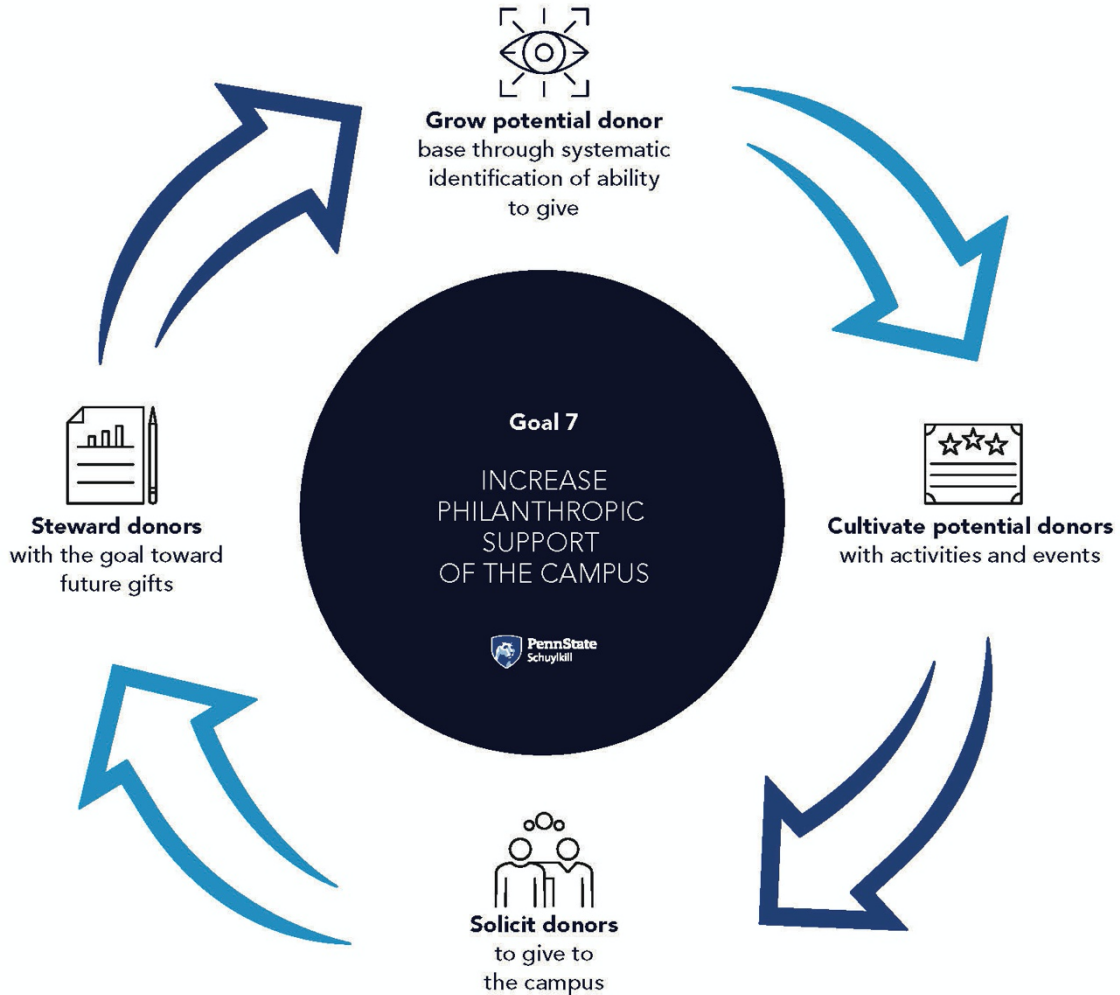 Grow potential donor
base through systematic
identification of ability
to give
Cultivate potential donors
with activities and events
Solicit donors
to give to
the campus
Steward donors
with the goal toward
future gifts
Goal 7
INCREASE
PHILANTHROPIC
SUPPORT
OF THE CAMPUS
PennState
Schuylkill